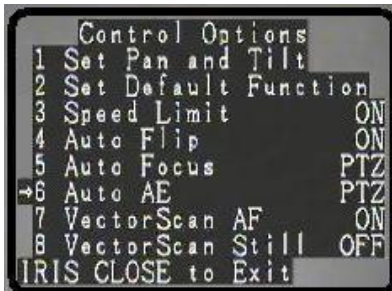 Control Options
1 Set Pan and Tilt
2 Set Default Function
3 Speed Limit ON
4 Auto Flip ON
5 Auto Focus PTZ
⇒6 Auto AE PTZ
7 VectorScan AF ON
8 VectorScan Still OFF
IRIS CLOSE to Exit